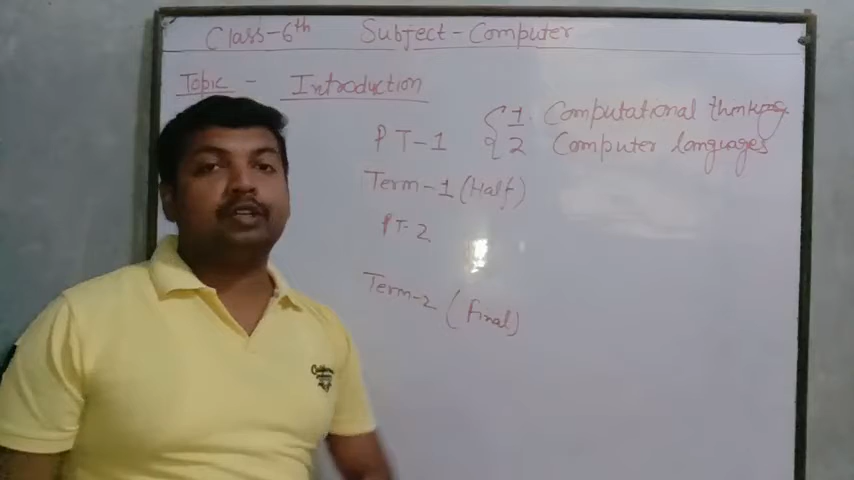 Class-6th Subject-Computer
Topic - Introduction
PT-1 { 1. Computational thinking
2 Computer languages
Term-1 (Half)
PT-2
Term-2 (Final)